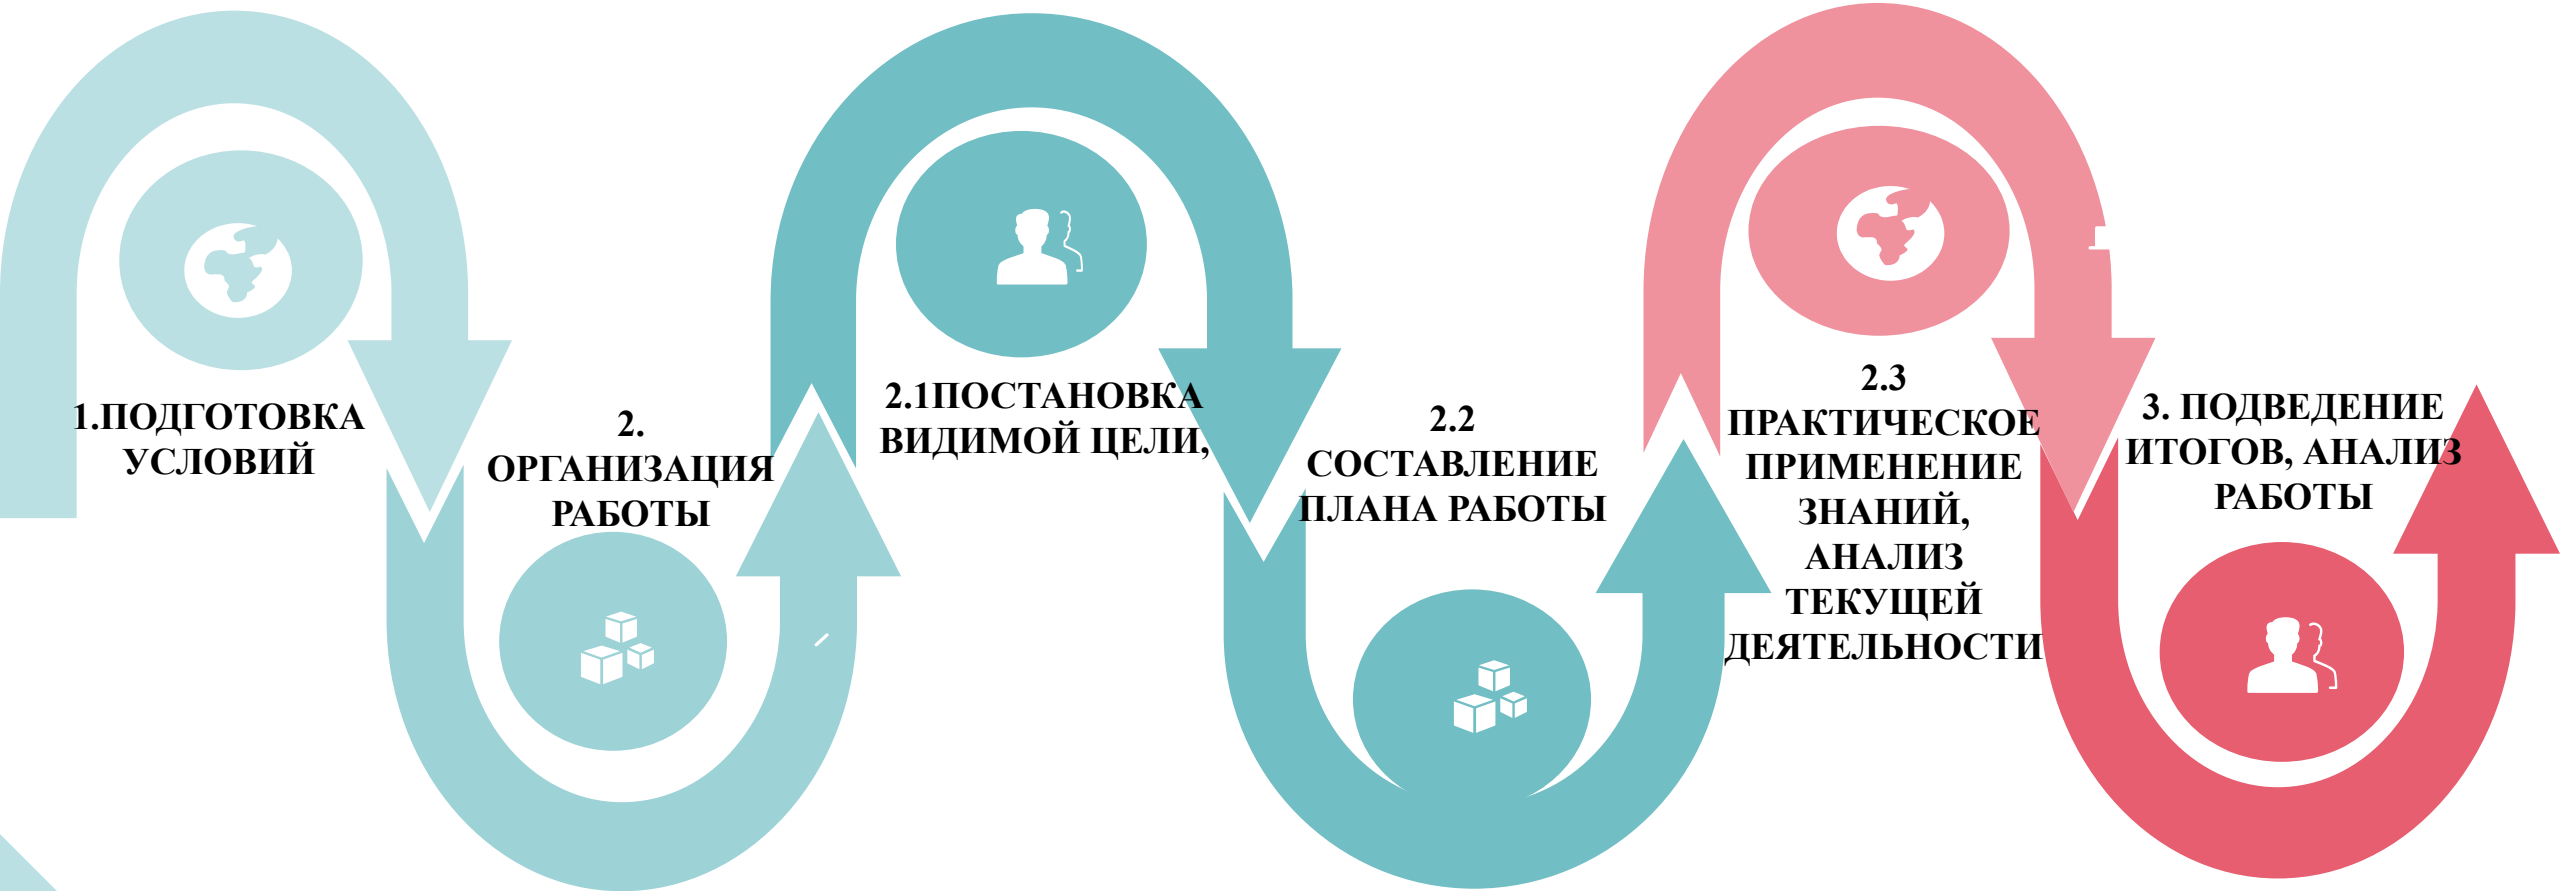 1.ПОДГОТОВКА
УСЛОВИЙ
2.
ОРГАНИЗАЦИЯ
РАБОТЫ
2.1ПОСТАНОВКА
ВИДИМОЙ ЦЕЛИ,
2.2
СОСТАВЛЕНИЕ
ПЛАНА РАБОТЫ
2.3
ПРАКТИЧЕСКОЕ
ПРИМЕНЕНИЕ
ЗНАНИЙ,
АНАЛИЗ
ТЕКУЩЕЙ
ДЕЯТЕЛЬНОСТИ
3. ПОДВЕДЕНИЕ
ИТОГОВ, АНАЛИЗ
РАБОТЫ